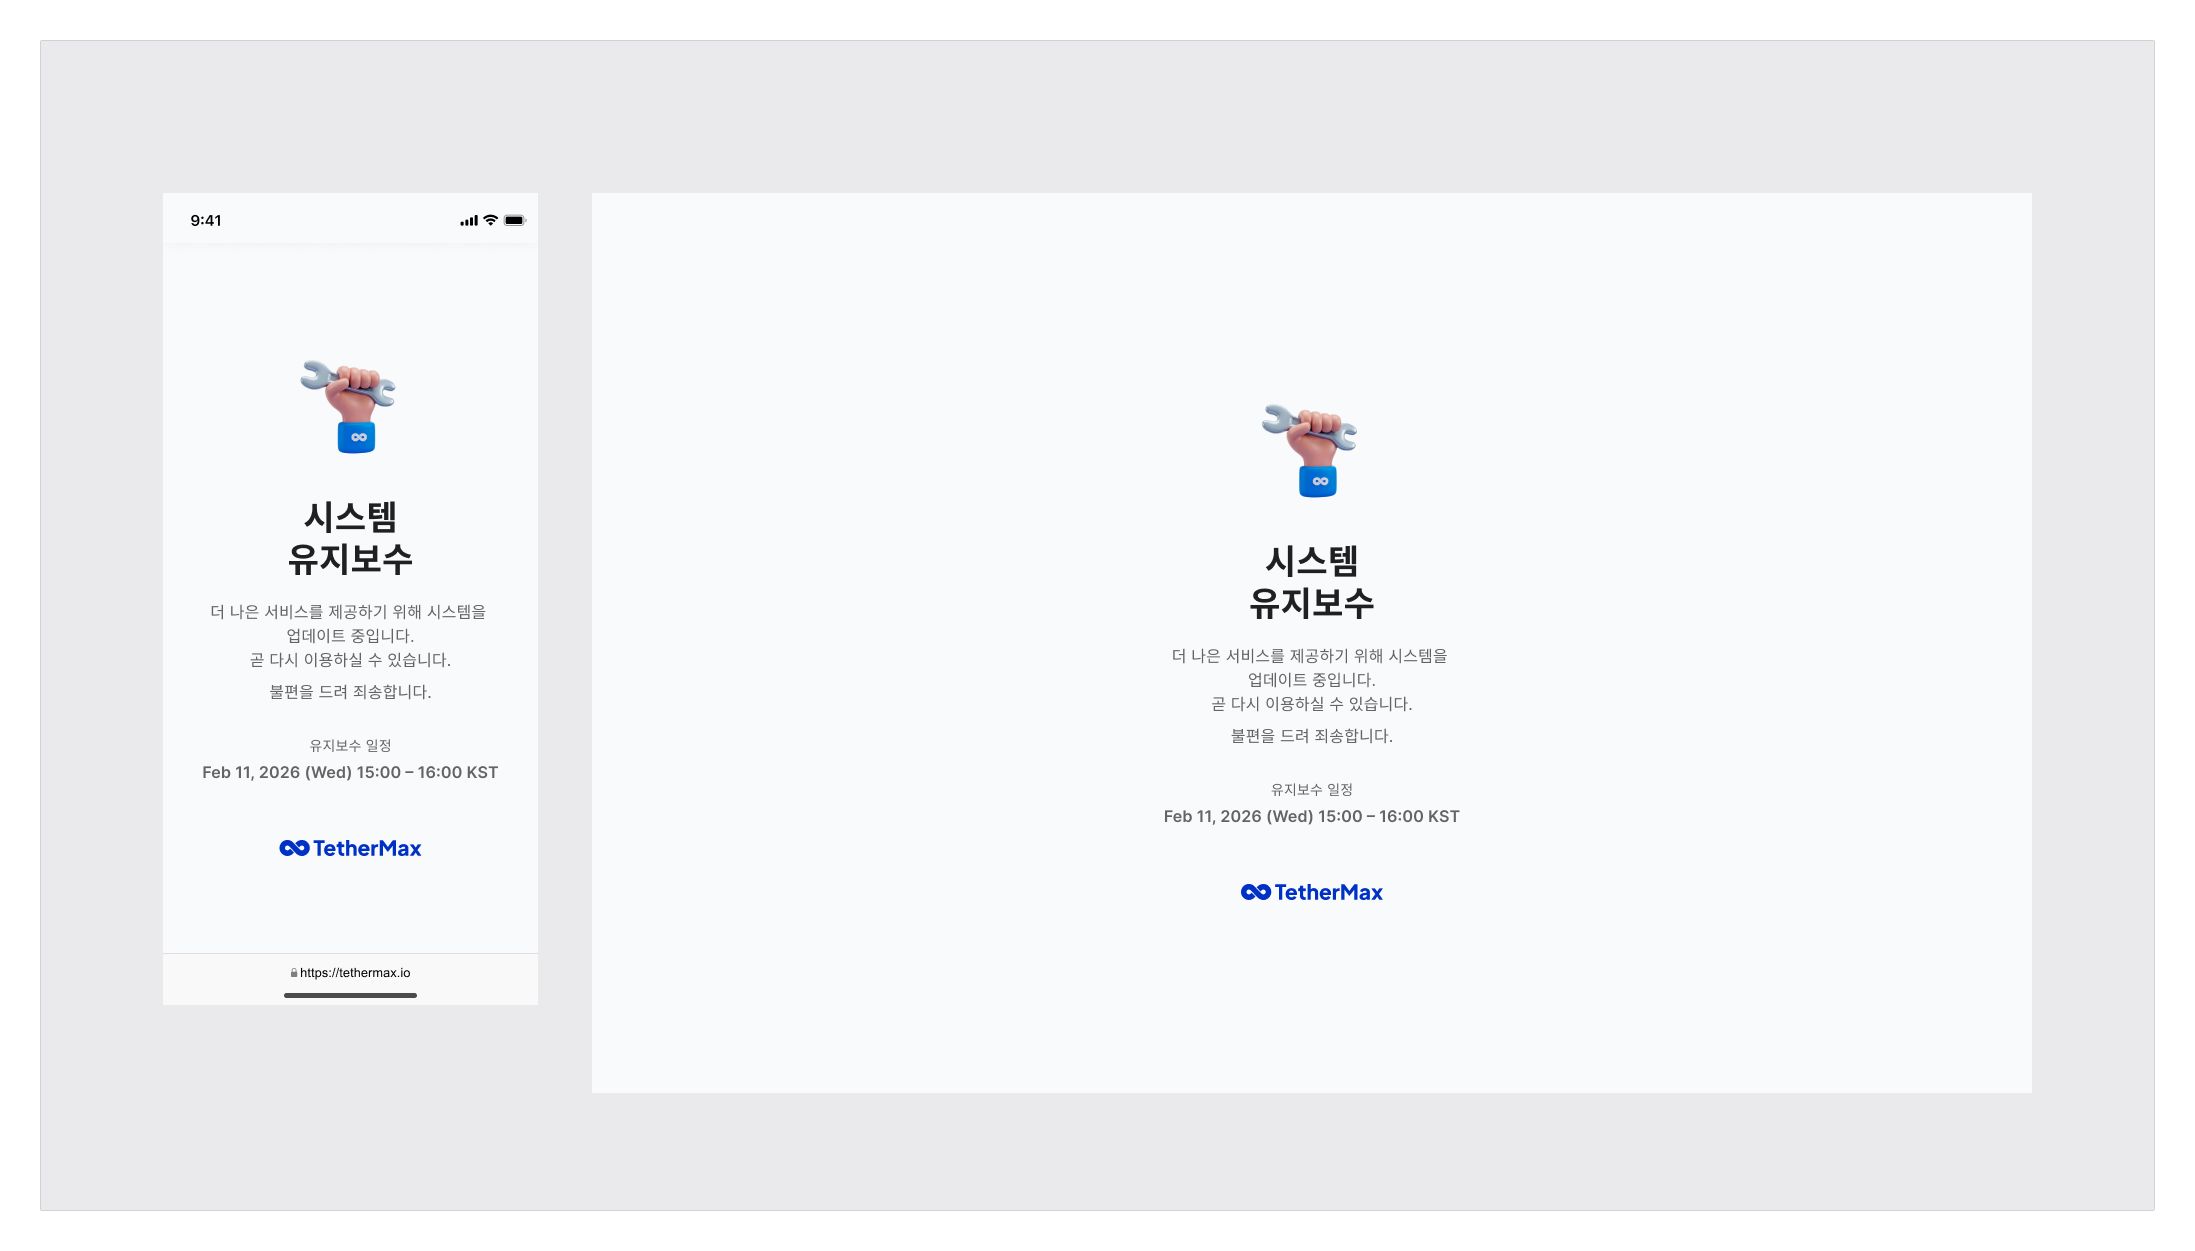 9:41
시스템
유지보수
더 나은 서비스를 제공하기 위해 시스템을
업데이트 중입니다.
곧 다시 이용하실 수 있습니다.
불편을 드려 죄송합니다.
유지보수 일정
Feb 11, 2026 (Wed) 15:00 – 16:00 KST
TetherMax
https://tethermax.io
시스템
유지보수
더 나은 서비스를 제공하기 위해 시스템을
업데이트 중입니다.
곧 다시 이용하실 수 있습니다.
불편을 드려 죄송합니다.
유지보수 일정
Feb 11, 2026 (Wed) 15:00 – 16:00 KST
TetherMax